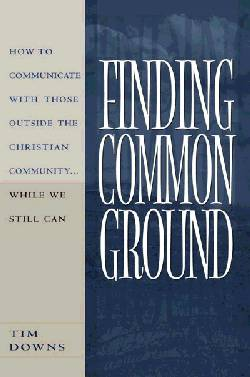 HOW TO
COMMUNICATE
WITH THOSE
OUTSIDE THE
CHRISTIAN
COMMUNITY...
WHILE WE
STILL CAN
FINDING
COMMON
GROUND
TIM
DOWNS